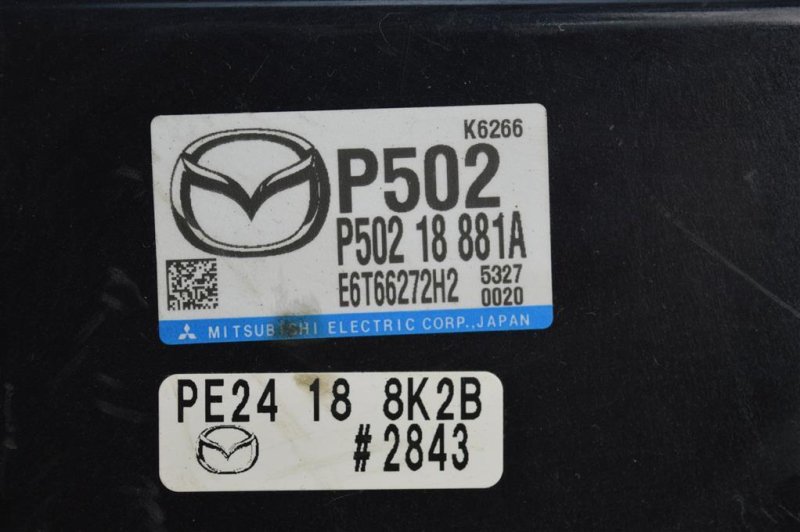 K6266
P502
P502 18 881A
E6T66272H2 5327
0020
MITSUBISHI ELECTRIC CORP., JAPAN
PE24 18 8K2B
#2843